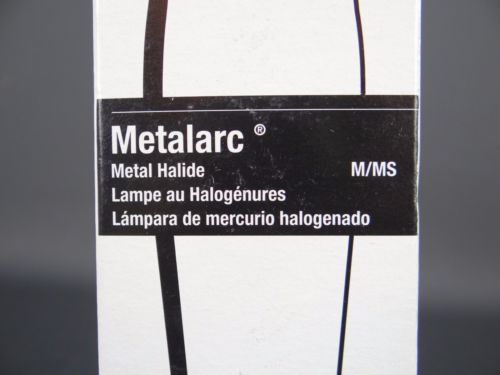 Metalarc ®
Metal Halide M/MS
Lampe au Halogénures
Lámpara de mercurio halogenado